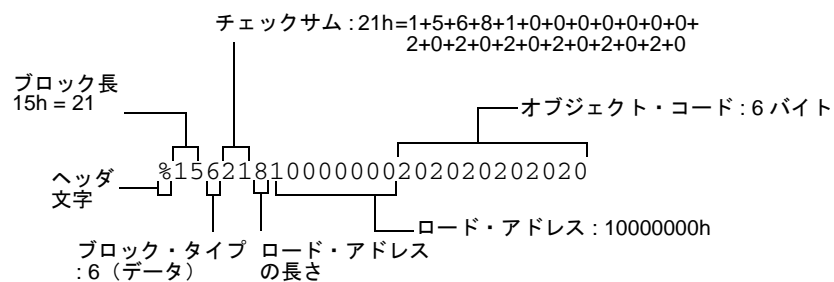 チェックサム : 21h=1+5+6+8+1+0+0+0+0+0+0+0+
2+0+2+0+2+0+2+0+2+0+2+0
ブロック長
15h = 21
オブジェクト・コード : 6 バイト
%15621810000000202020202020
ヘッダ
文字
ロード・アドレス : 10000000h
ブロック・タイプ
: 6（データ）
ロード・アドレス
の長さ